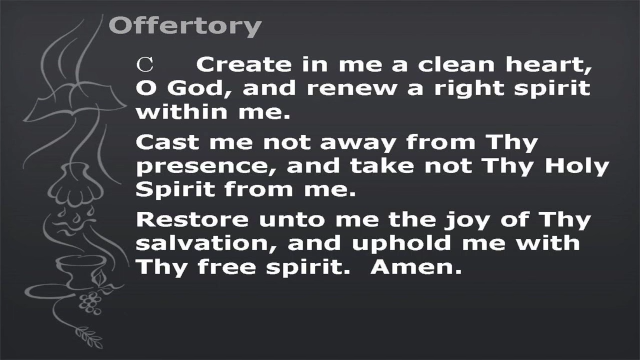 Offertory
C Create in me a clean heart,
O God, and renew a right spirit
within me.
Cast me not away from Thy
presence, and take not Thy Holy
Spirit from me.
Restore unto me the joy of Thy
salvation, and uphold me with
Thy free spirit. Amen.